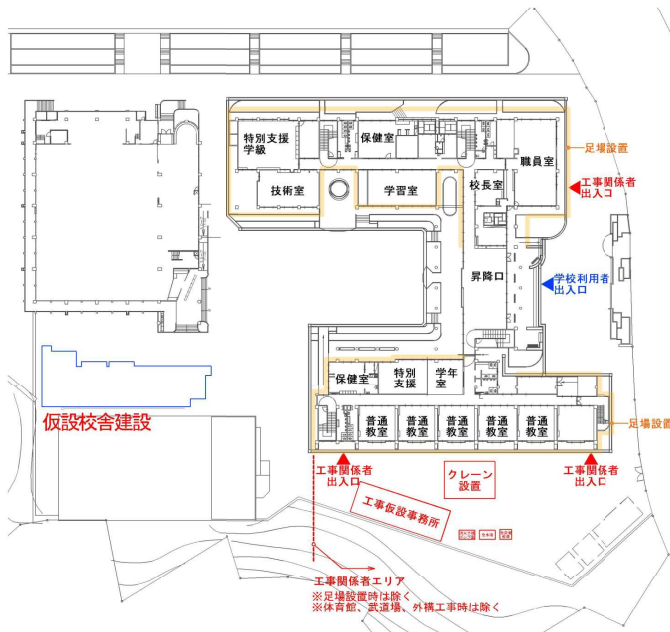 特別支援
学級
保健室
職員室
足場設置
技術室
学習室
校長室
工事関係者
出入口
昇降口
学校利用者
出入口
仮設校舎建設
保健室
特別
支援
学年
室
普通
教室
普通
教室
普通
教室
普通
教室
普通
教室
足場設置
工事関係者
出入口
クレーン
設置
工事関係者
出入口
工事仮設事務所
工事関係者エリア
※足場設置時は除く
※体育館、武道場、外構工事時は除く